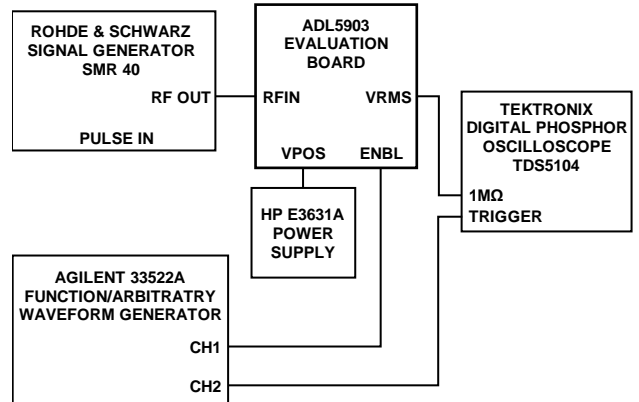 ROHDE & SCHWARZ
SIGNAL GENERATOR
SMR 40
RF OUT
PULSE IN
ADL5903
EVALUATION
BOARD
RFIN
VRMS
VPOS
ENBL
TEKTRONIX
DIGITAL PHOSPHOR
OSCILLOSCOPE
TDS5104
1MΩ
TRIGGER
HP E3631A
POWER
SUPPLY
AGILENT 33522A
FUNCTION/ARBITRATRY
WAVEFORM GENERATOR
CH1
CH2